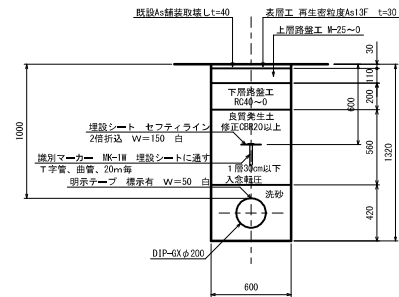 既設As舗装取壊しt=40
表層工 再生密粒度As13F t=30
上層路盤工 M-25~0
30
110
下層路盤工
RC40~0
200
600
良質発生土
修正CBR20以上
埋設シート セフティライン
2倍折込 W=150 白
1000
560
1320
識別マーカー MK-1W 埋設シートに通す
T字管、曲管、20m毎
1層30cm以下
入念転圧
明示テープ 標示有 W=50 白
洗砂
420
DIP-GXφ200
600